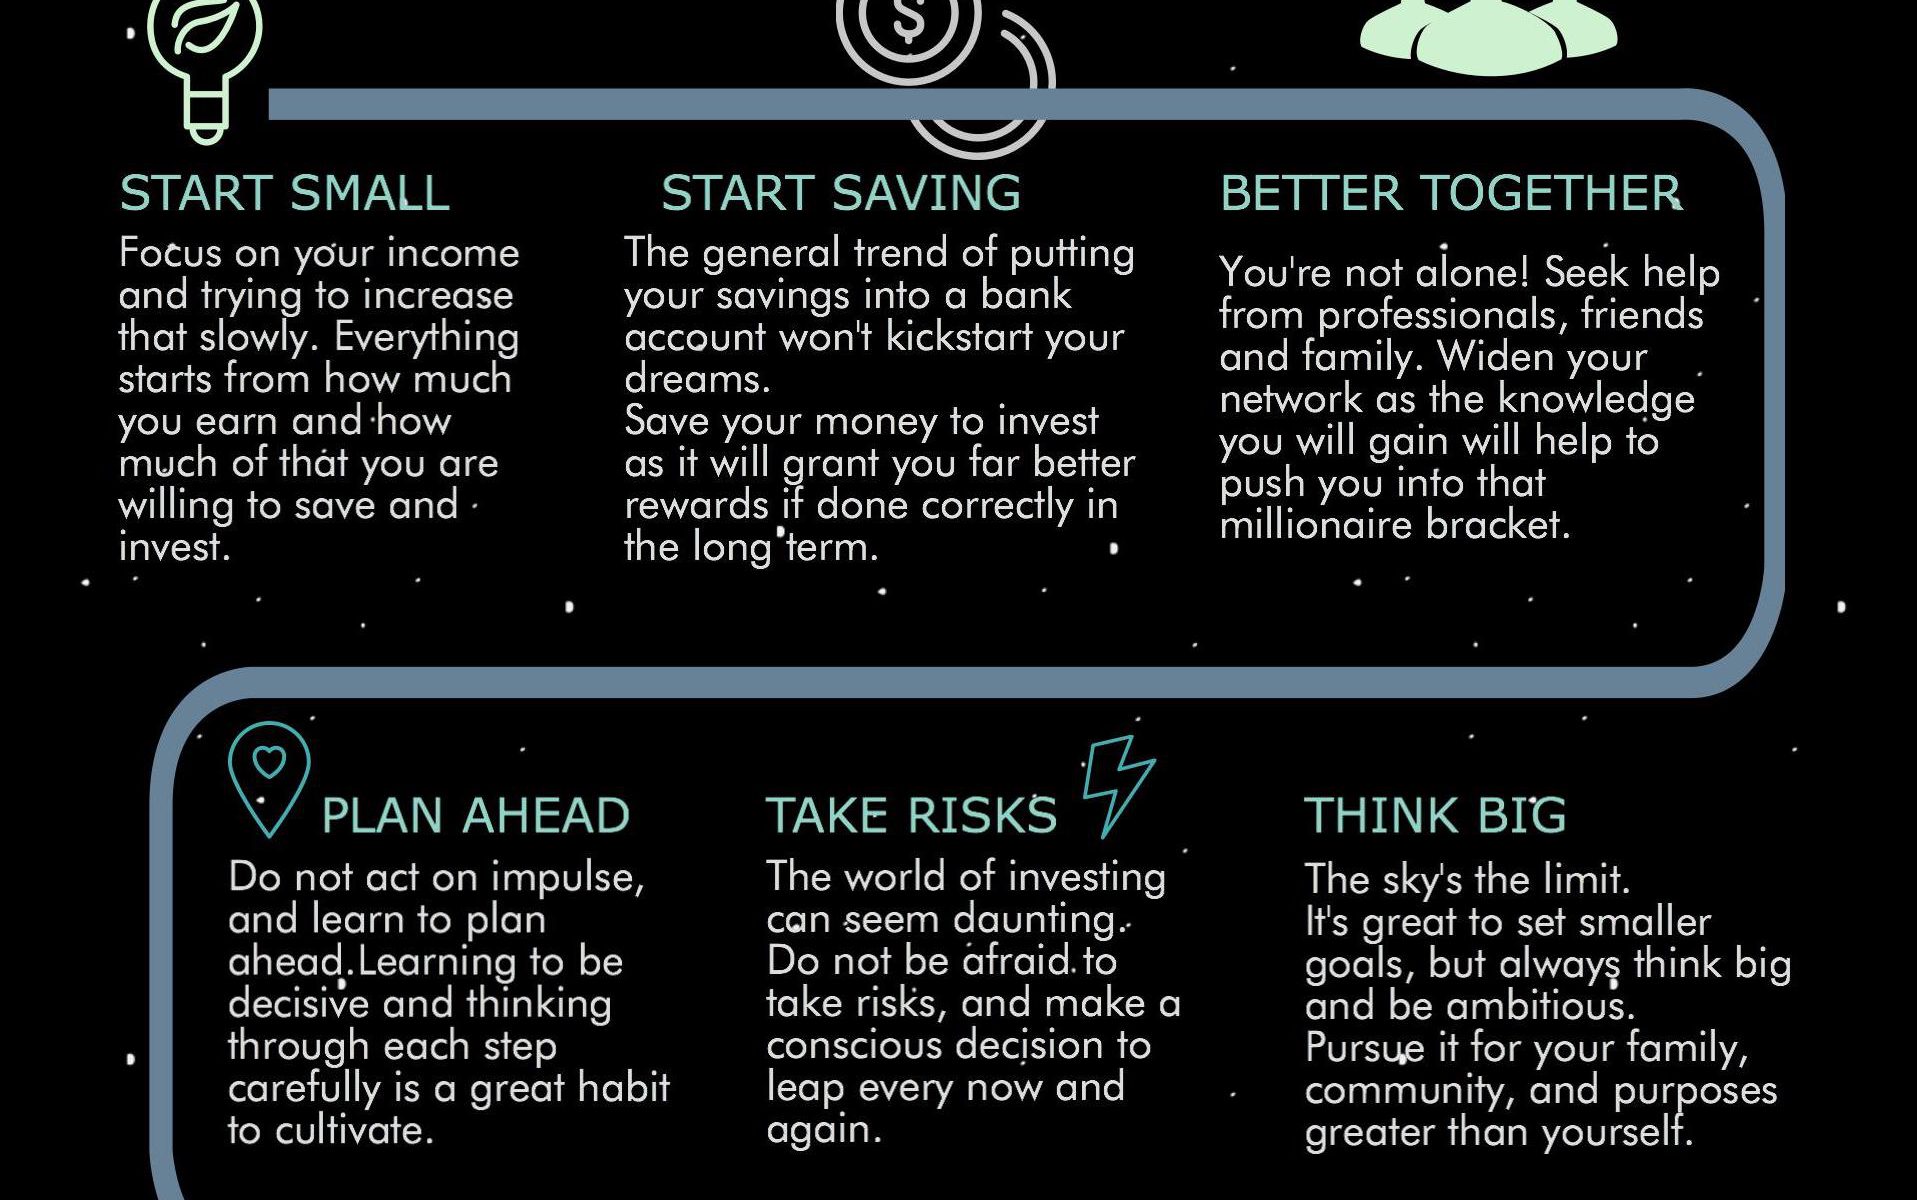 START SMALL
Focus on your income
and trying to increase
that slowly. Everything
starts from how much
you earn and how
much of that you are
willing to save and
invest.
START SAVING
The general trend of putting
your savings into a bank
account won't kickstart your
dreams.
Save your money to invest
as it will grant you far better
rewards if done correctly in
the long term.
BETTER TOGETHER
You're not alone! Seek help
from professionals, friends
and family. Widen your
network as the knowledge
you will gain will help to
push you into that
millionaire bracket.
PLAN AHEAD
Do not act on impulse,
and learn to plan
ahead.Learning to be
decisive and thinking
through each step
carefully is a great habit
to cultivate.
TAKE RISKS
The world of investing
can seem daunting.
Do not be afraid to
take risks, and make a
conscious decision to
leap every now and
again.
THINK BIG
The sky's the limit.
It's great to set smaller
goals, but always think big
and be ambitious.
Pursue it for your family,
community, and purposes
greater than yourself.